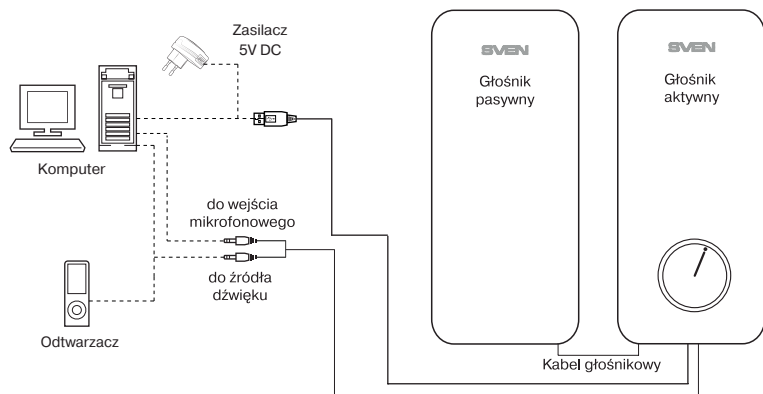 Zasilacz
5V DC
SVEN
Głośnik
pasywny
SVEN
Głośnik
aktywny
Komputer
do wejścia
mikrofonowego
do źródła
dźwięku
Odtwarzacz
Kabel głośnikowy